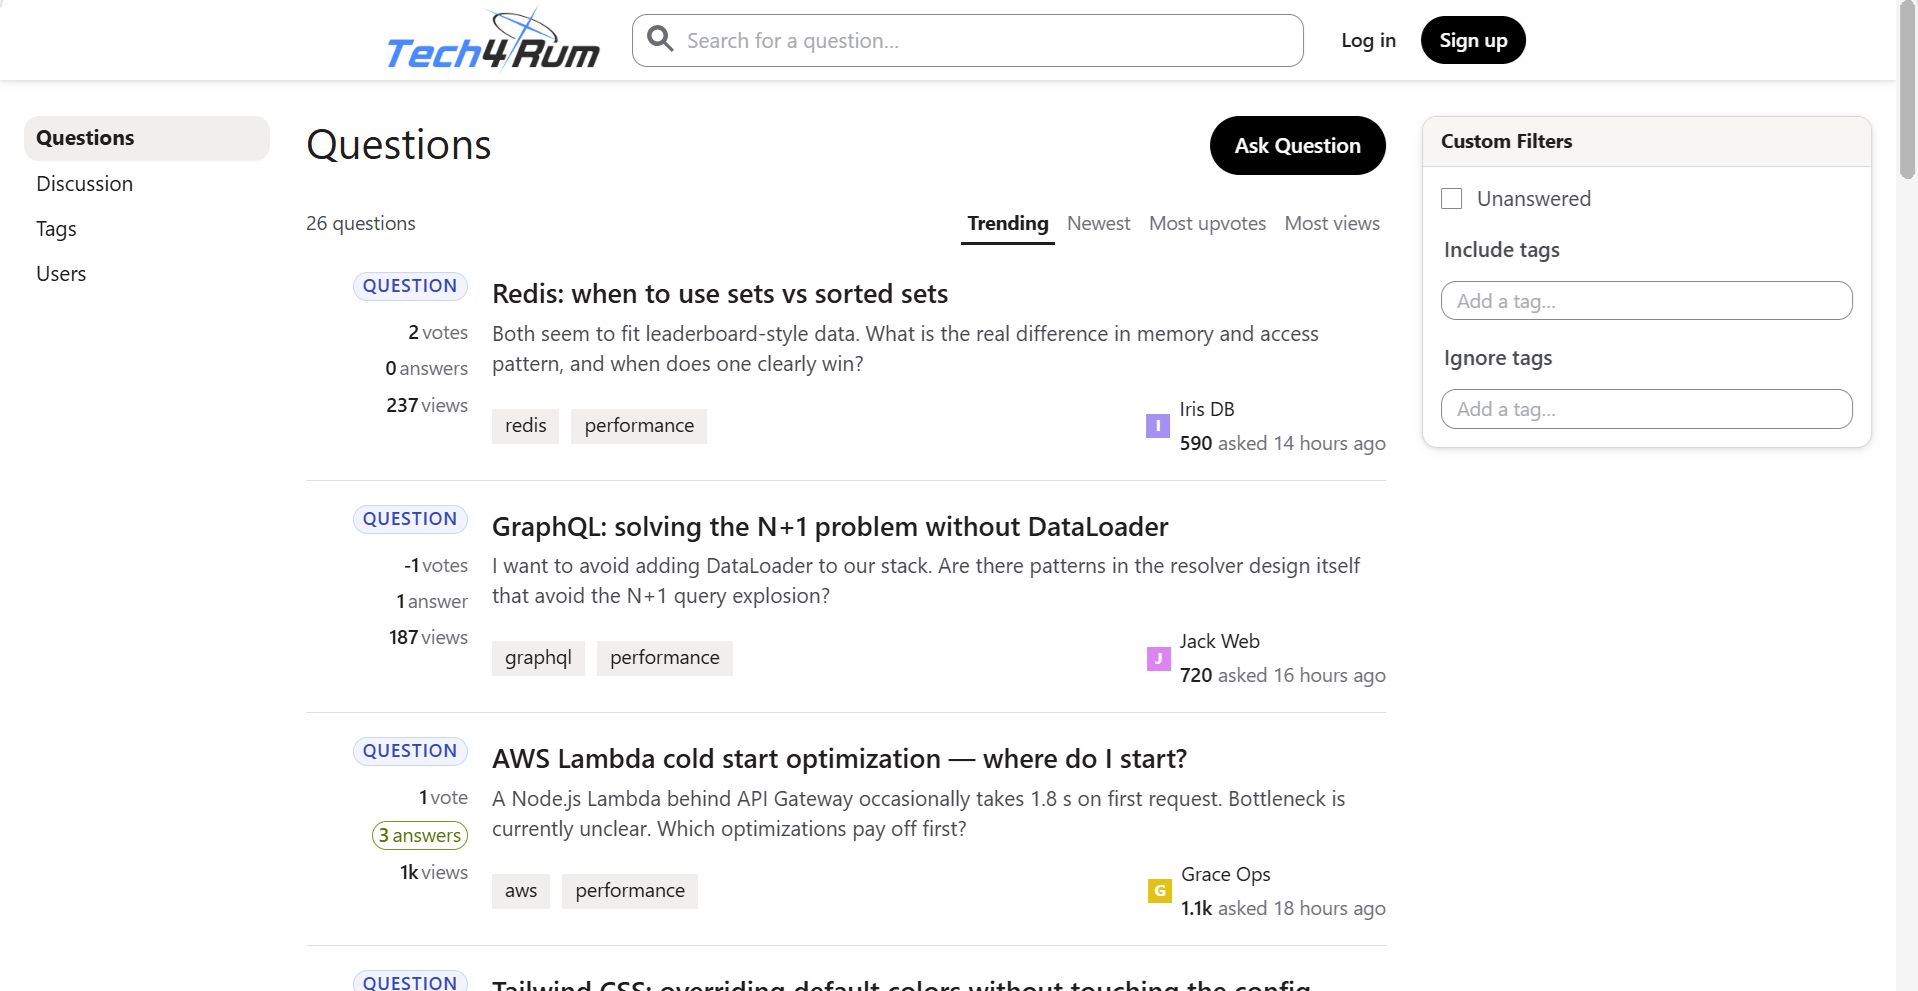 Tech4Rum
Search for a question...
Log in
Sign up
Questions
Discussion
Tags
Users
Questions
Ask Question
26 questions
Trending
Newest
Most upvotes
Most views
QUESTION
2 votes
0 answers
237 views
Redis: when to use sets vs sorted sets
Both seem to fit leaderboard-style data. What is the real difference in memory and access
pattern, and when does one clearly win?
redis
performance
I
Iris DB
590 asked 14 hours ago
QUESTION
-1 votes
1 answer
187 views
GraphQL: solving the N+1 problem without DataLoader
I want to avoid adding DataLoader to our stack. Are there patterns in the resolver design itself
that avoid the N+1 query explosion?
graphql
performance
J
Jack Web
720 asked 16 hours ago
QUESTION
1 vote
3 answers
1k views
AWS Lambda cold start optimization — where do I start?
A Node.js Lambda behind API Gateway occasionally takes 1.8 s on first request. Bottleneck is
currently unclear. Which optimizations pay off first?
aws
performance
G
Grace Ops
1.1k asked 18 hours ago
QUESTION
Tailwind CSS: overriding default colors without touching the config
Custom Filters
Unanswered
Include tags
Add a tag...
Ignore tags
Add a tag...